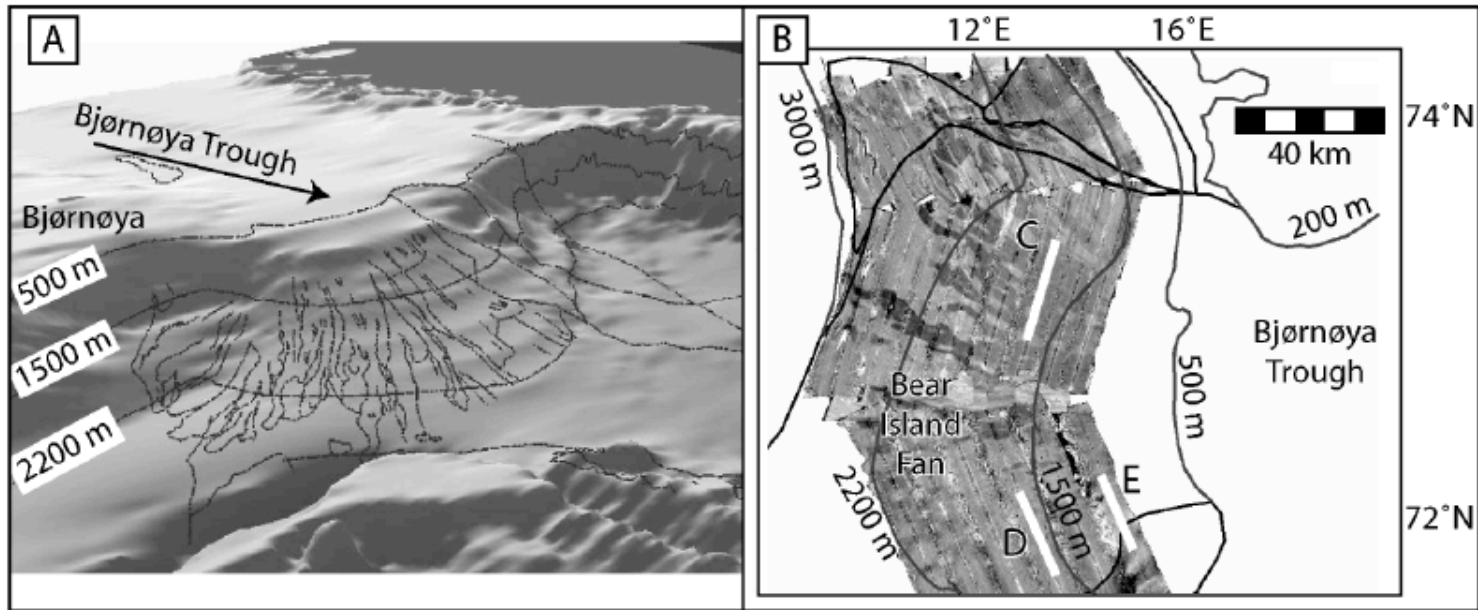 A
Bjørnøya Trough
Bjørnøya
500 m
1500 m
2200 m
B
12°E
16°E
74°N
72°N
3000 m
40 km
200 m
C
500 m
Bjørnøya
Trough
Bear
Island
Fan
E
1500 m
2200 m
D